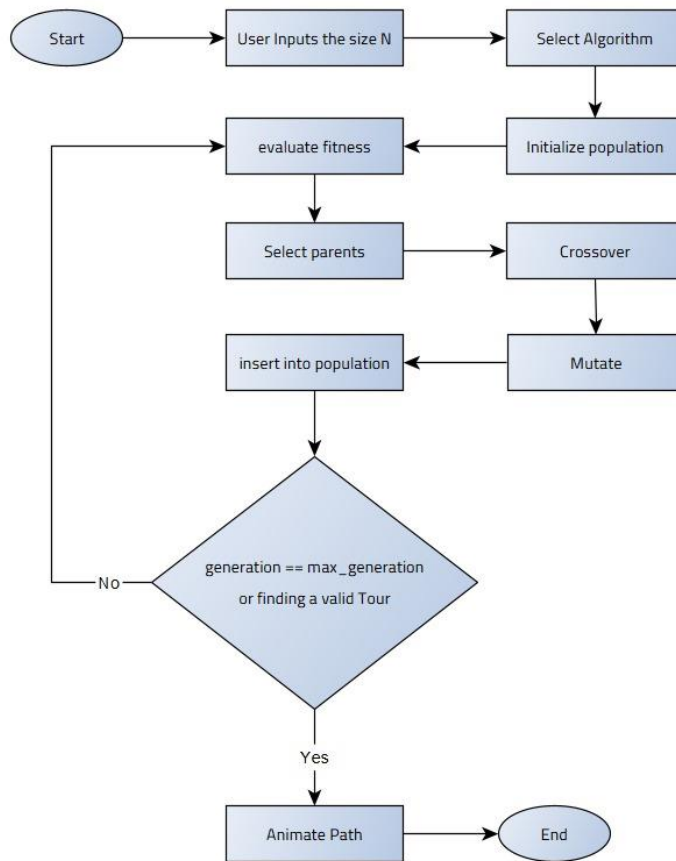 Start
User Inputs the size N
Select Algorithm
evaluate fitness
Initialize population
Select parents
Crossover
insert into population
Mutate
generation == max_generation
or finding a valid Tour
No
Yes
Animate Path
End